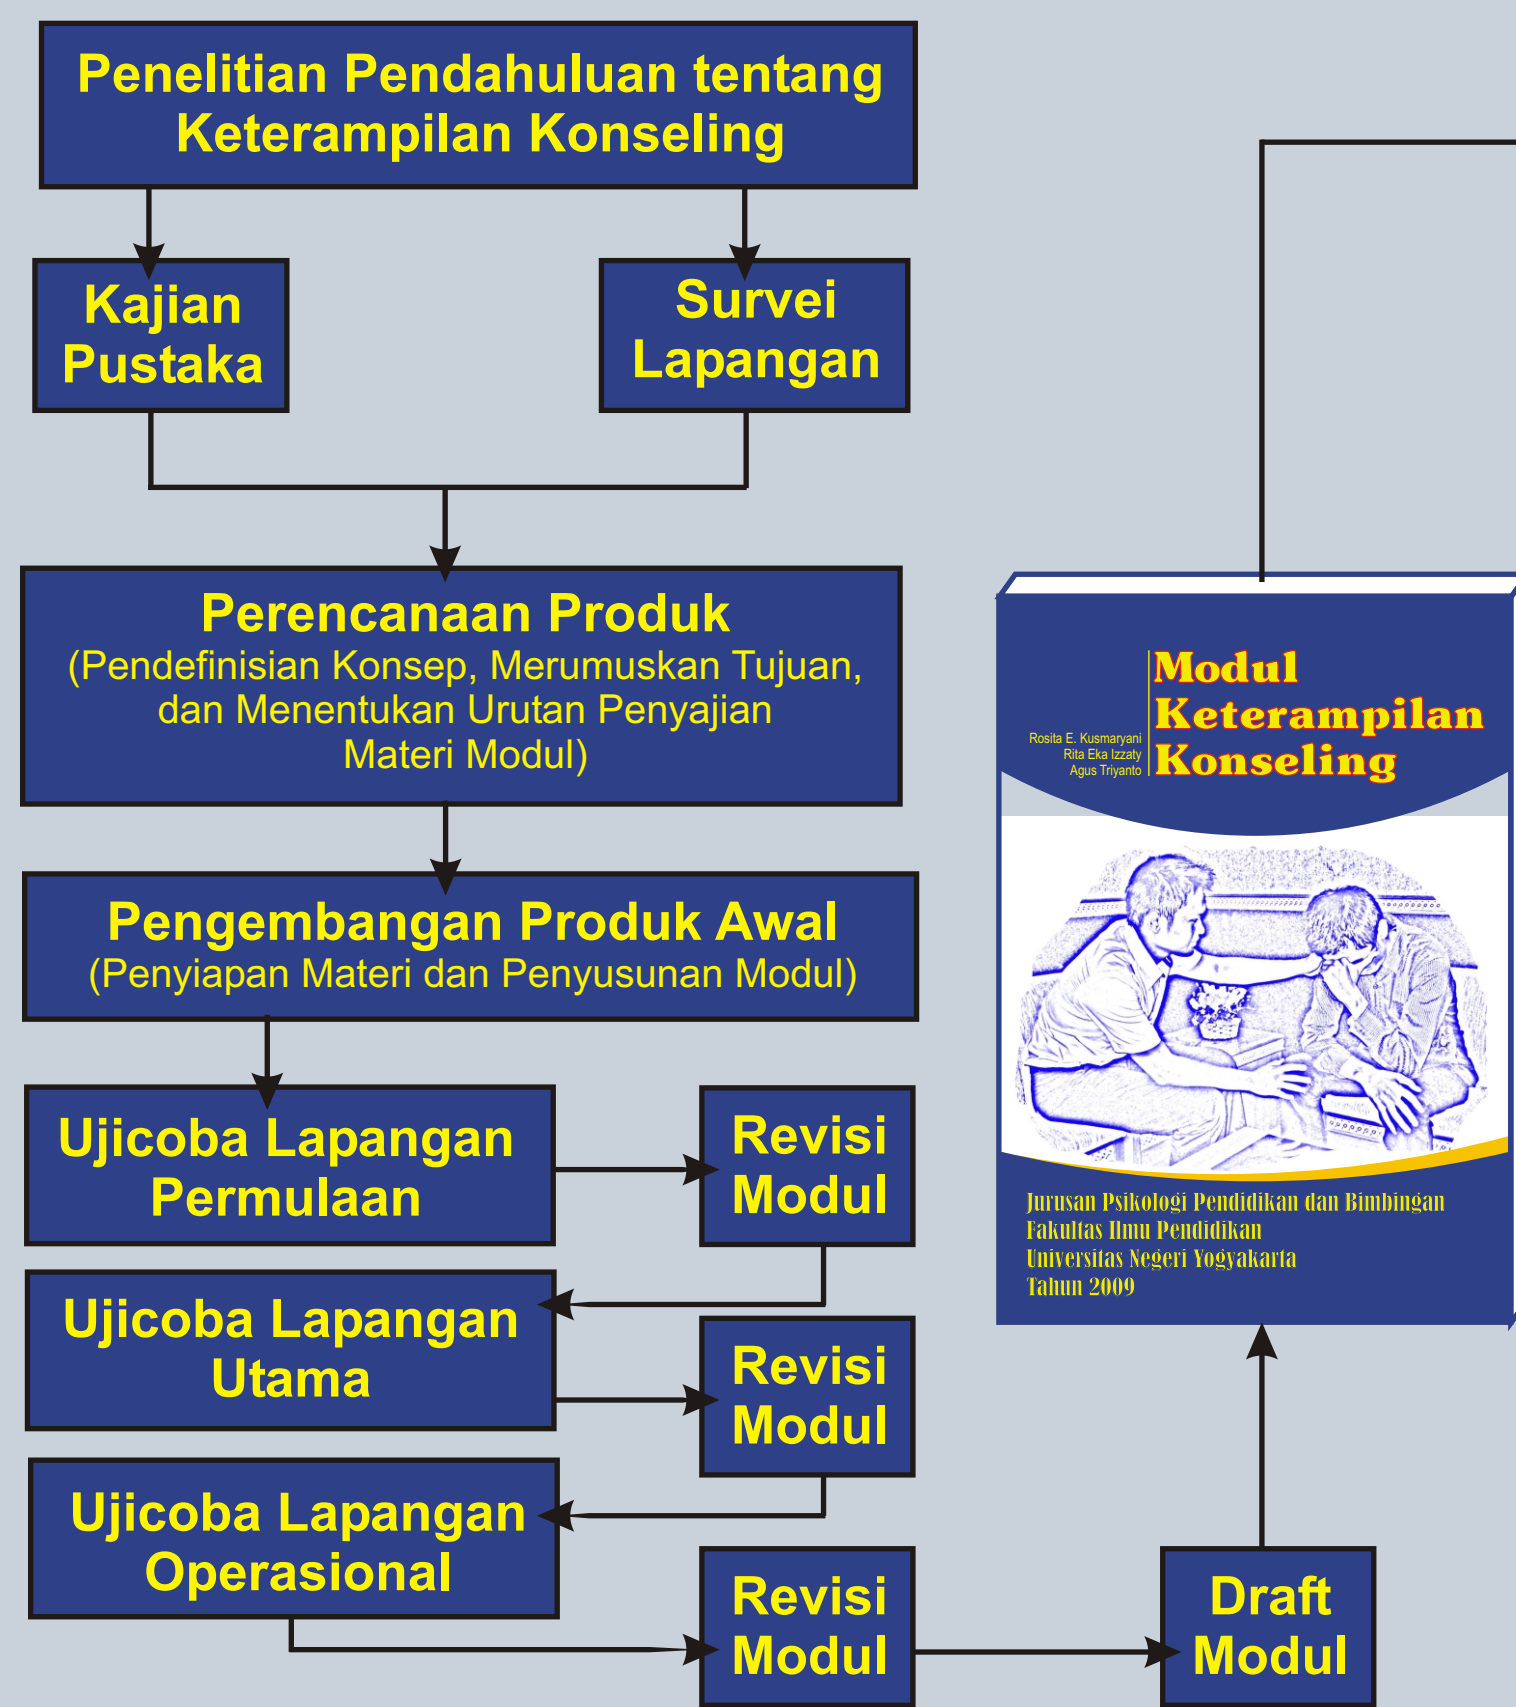 Penelitian Pendahuluan tentang
Keterampilan Konseling
Kajian
Pustaka
Survei
Lapangan
Perencanaan Produk
(Pendefinisian Konsep, Merumuskan Tujuan,
dan Menentukan Urutan Penyajian
Materi Modul)
Pengembangan Produk Awal
(Penyiapan Materi dan Penyusunan Modul)
Ujicoba Lapangan
Permulaan
Revisi
Modul
Ujicoba Lapangan
Utama
Revisi
Modul
Ujicoba Lapangan
Operasional
Revisi
Modul
Draft
Modul
Rosita E. Kusmaryani
Rita Eka Izzaty
Agus Triyanto
Modul
Keterampilan
Konseling
Jurusan Psikologi Pendidikan dan Bimbingan
Fakultas Ilmu Pendidikan
Universitas Negeri Yogyakarta
Tahun 2009